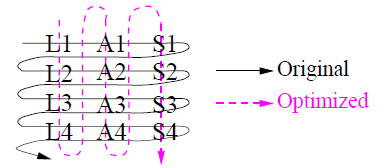 L1 A1 S1
L2 A2 S2
L3 A3 S3
L4 A4 S4
Original
Optimized